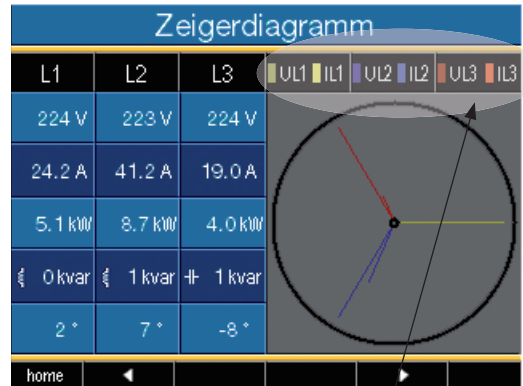 Zeigerdiagramm
L1 L2 L3 UL1 IL1 UL2 IL2 UL3 IL3
224 V 223 V 224 V
24.2 A 41.2 A 19.0 A
5.1 kW 8.7 kW 4.0 kW
0 kvar 1 kvar 1 kvar
2 ° 7 ° -8 °
home